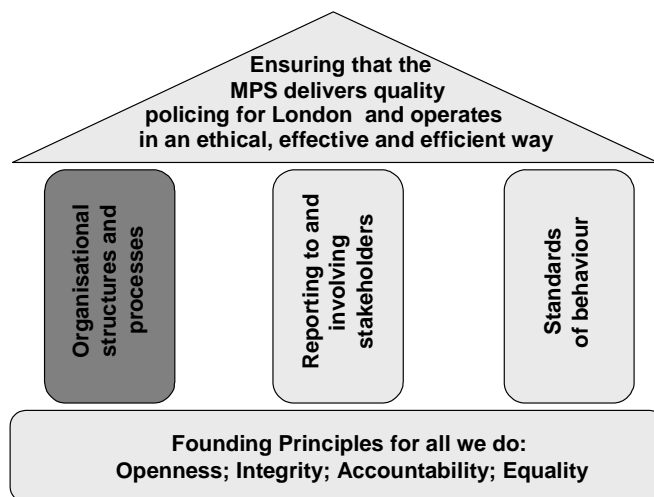 Ensuring that the
MPS delivers quality
policing for London and operates
in an ethical, effective and efficient way
Organisational
structures and
processes
Reporting to and
involving
stakeholders
Standards
of behaviour
Founding Principles for all we do:
Openness; Integrity; Accountability; Equality